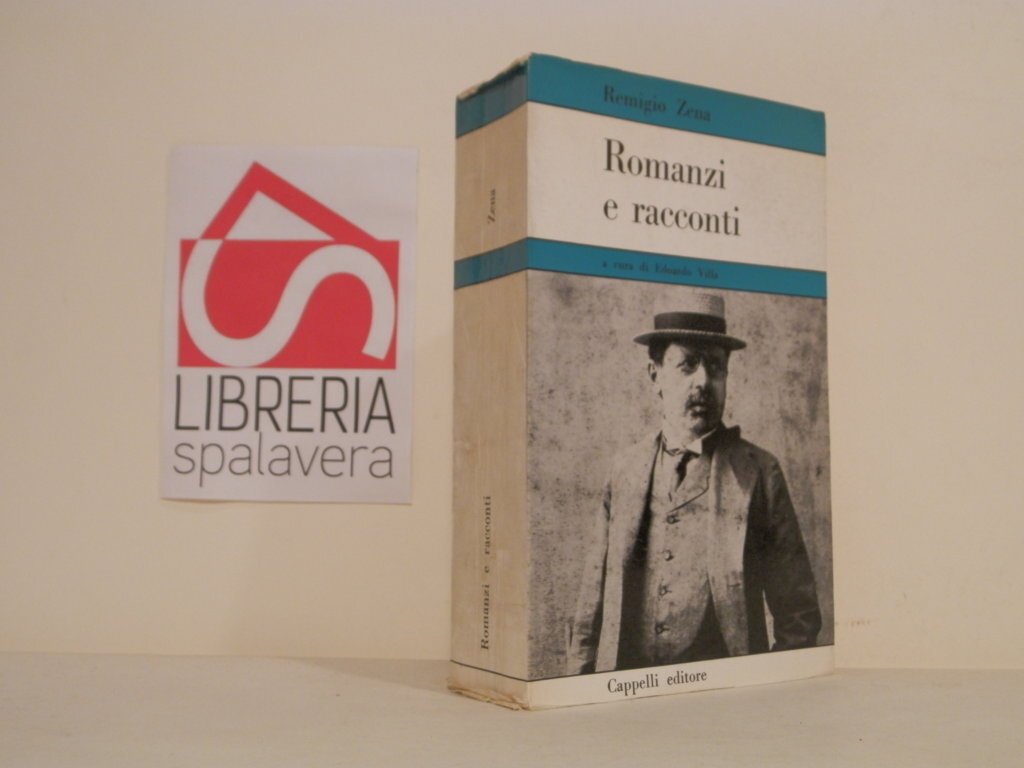 LIBRERIA
spalavera
Zena
Romanzi e racconti
Remigio Zena
Romanzi
e racconti
a cura di Edoardo Villa
Cappelli editore